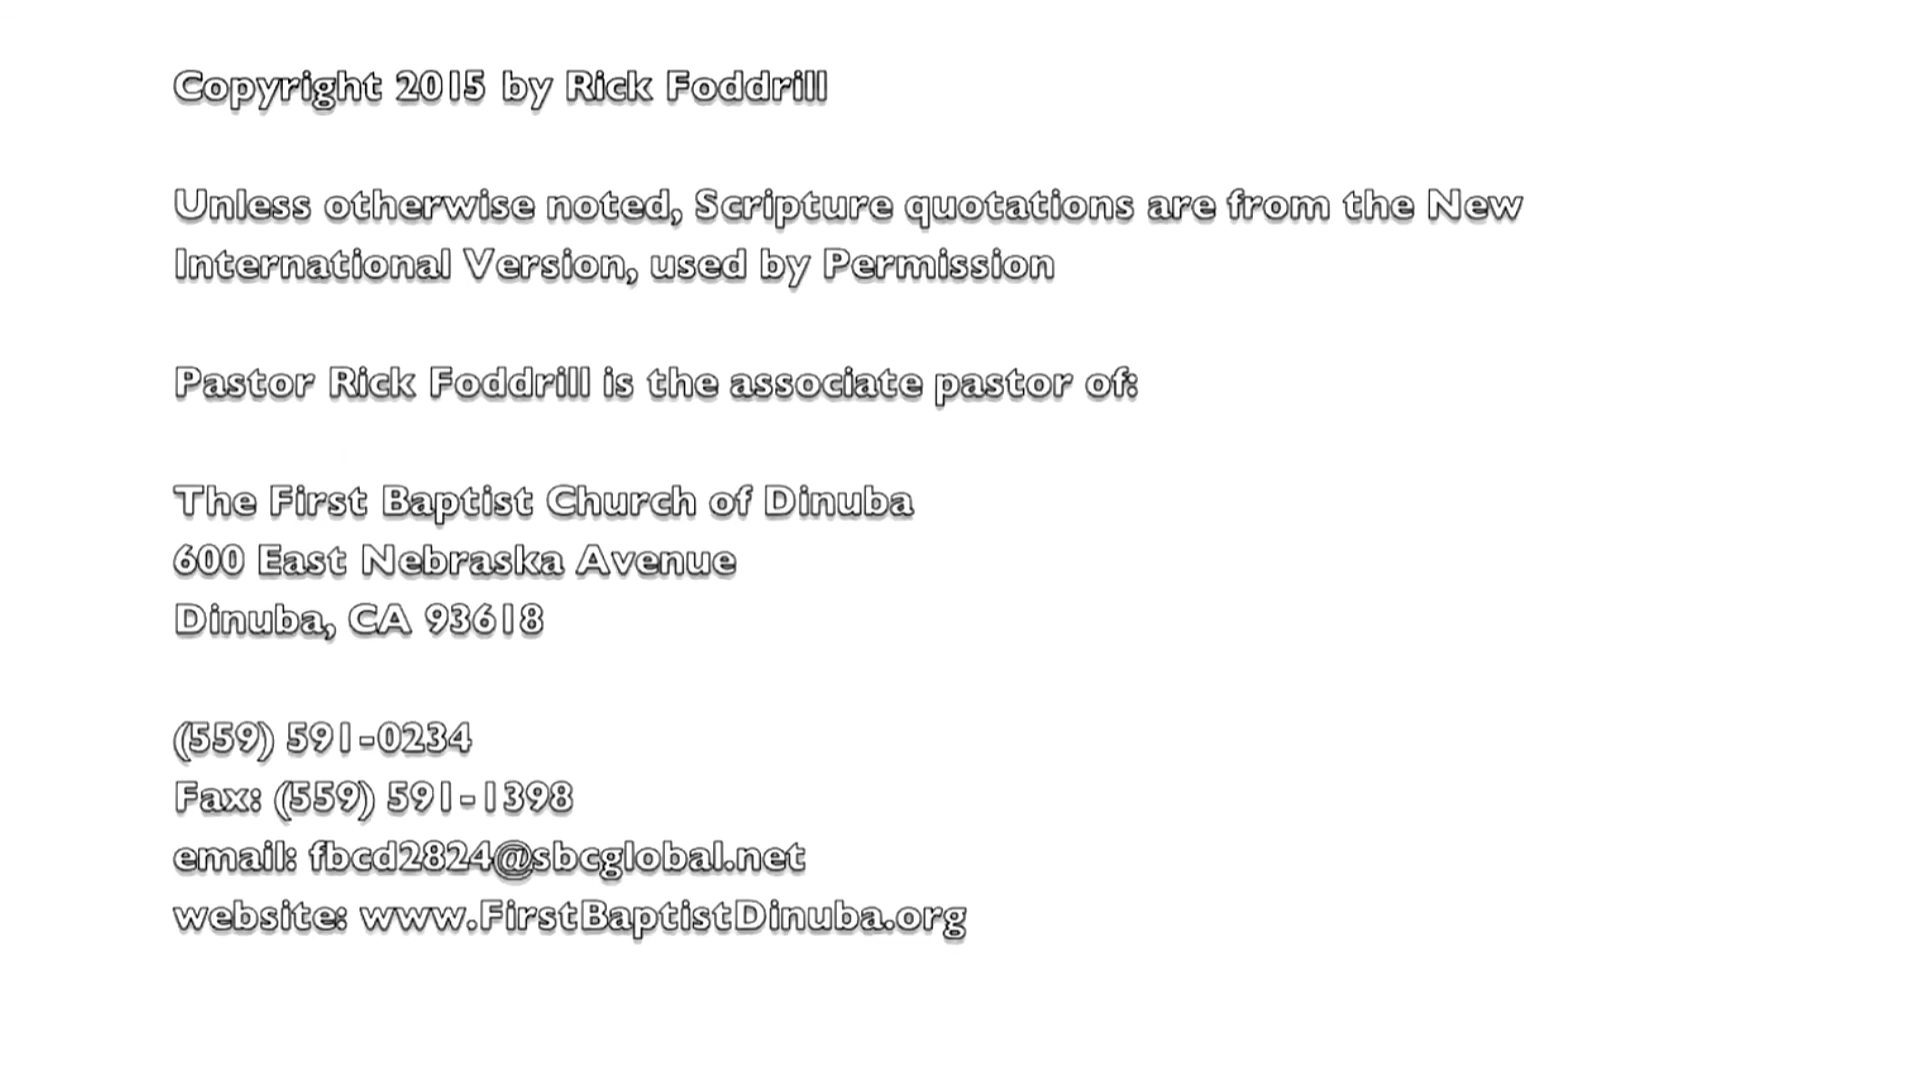 Copyright 2015 by Rick Foddrill
Unless otherwise noted, Scripture quotations are from the New
International Version, used by Permission
Pastor Rick Foddrill is the associate pastor of:
The First Baptist Church of Dinuba
600 East Nebraska Avenue
Dinuba, CA 93618
(559) 591-0234
Fax: (559) 591-1398
email: fbcd2824@sbcglobal.net
website: www.FirstBaptistDinuba.org